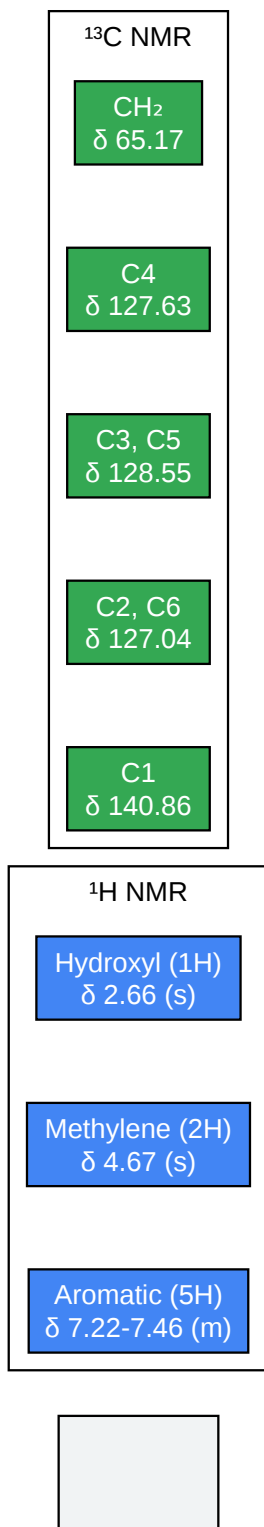 ¹³C NMR
CH₂
δ 65.17
C4
δ 127.63
C3, C5
δ 128.55
C2, C6
δ 127.04
C1
δ 140.86
¹H NMR
Hydroxyl (1H)
δ 2.66 (s)
Methylene (2H)
δ 4.67 (s)
Aromatic (5H)
δ 7.22-7.46 (m)